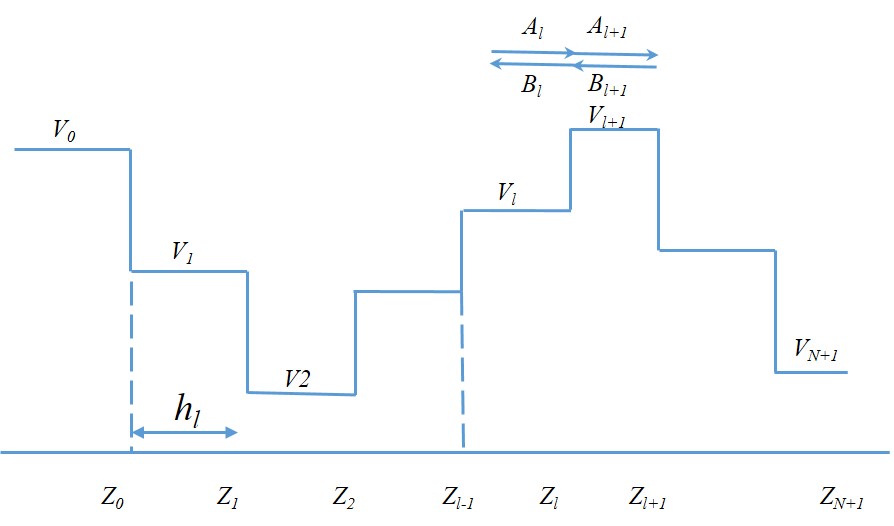 A_l A_{l+1}
B_l B_{l+1}
V_0 V_{l+1}
V_l
V_1
V2 V_{N+1}
h_l
Z_0 Z_1 Z_2 Z_{l-1} Z_l Z_{l+1} Z_{N+1}